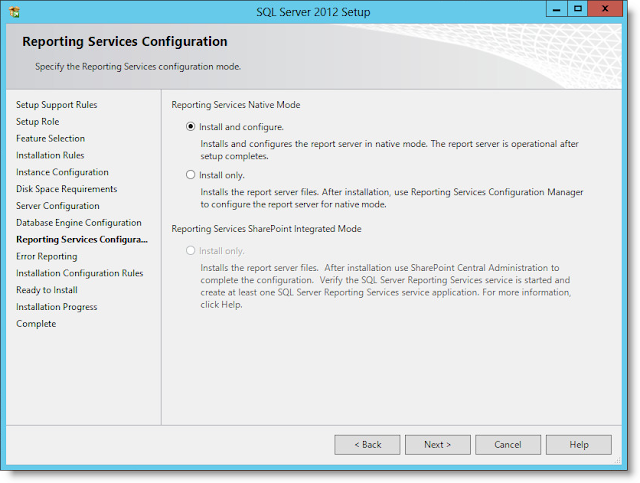 SQL Server 2012 Setup
Reporting Services Configuration
Specify the Reporting Services configuration mode.
Setup Support Rules
Setup Role
Feature Selection
Installation Rules
Instance Configuration
Disk Space Requirements
Server Configuration
Database Engine Configuration
Reporting Services Configura...
Error Reporting
Installation Configuration Rules
Ready to Install
Installation Progress
Complete
Reporting Services Native Mode
Install and configure.
Installs and configures the report server in native mode. The report server is operational after
setup completes.
Install only.
Installs the report server files. After installation, use Reporting Services Configuration Manager
to configure the report server for native mode.
Reporting Services SharePoint Integrated Mode
Install only.
Installs the report server files. After installation use SharePoint Central Administration to
complete the configuration. Verify the SQL Server Reporting Services service is started and
create at least one SQL Server Reporting Services service application. For more information,
click Help.
< Back
Next >
Cancel
Help